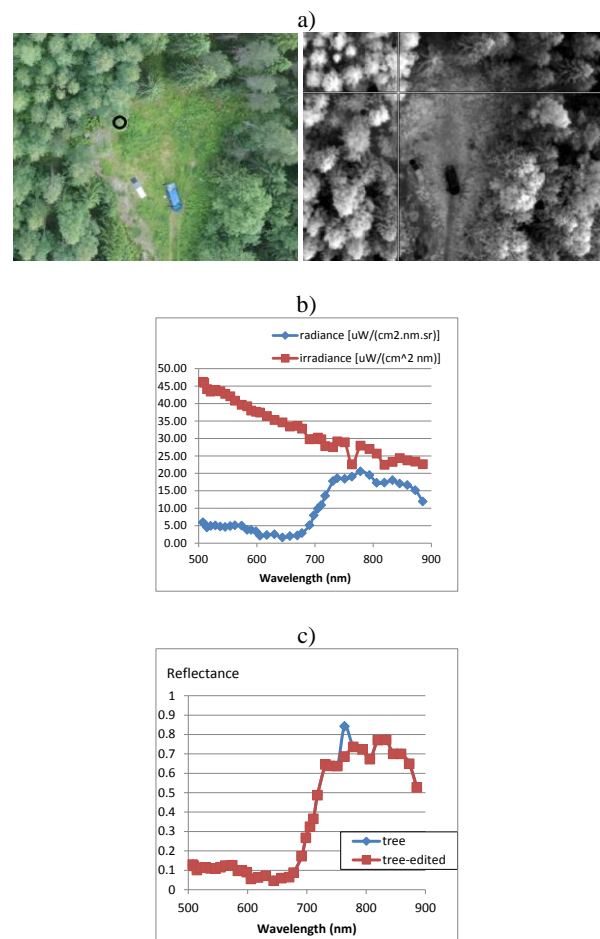 a)
b)
radiance [uW/(cm2.nm.sr)]
irradiance [uW/(cm^2 nm)]
50.00
45.00
40.00
35.00
30.00
25.00
20.00
15.00
10.00
5.00
0.00
500 600 700 800 900
Wavelength (nm)
c)
Reflectance
1
0.9
0.8
0.7
0.6
0.5
0.4
0.3
0.2
0.1
0
tree
tree-edited
500 600 700 800 900
Wavelength (nm)